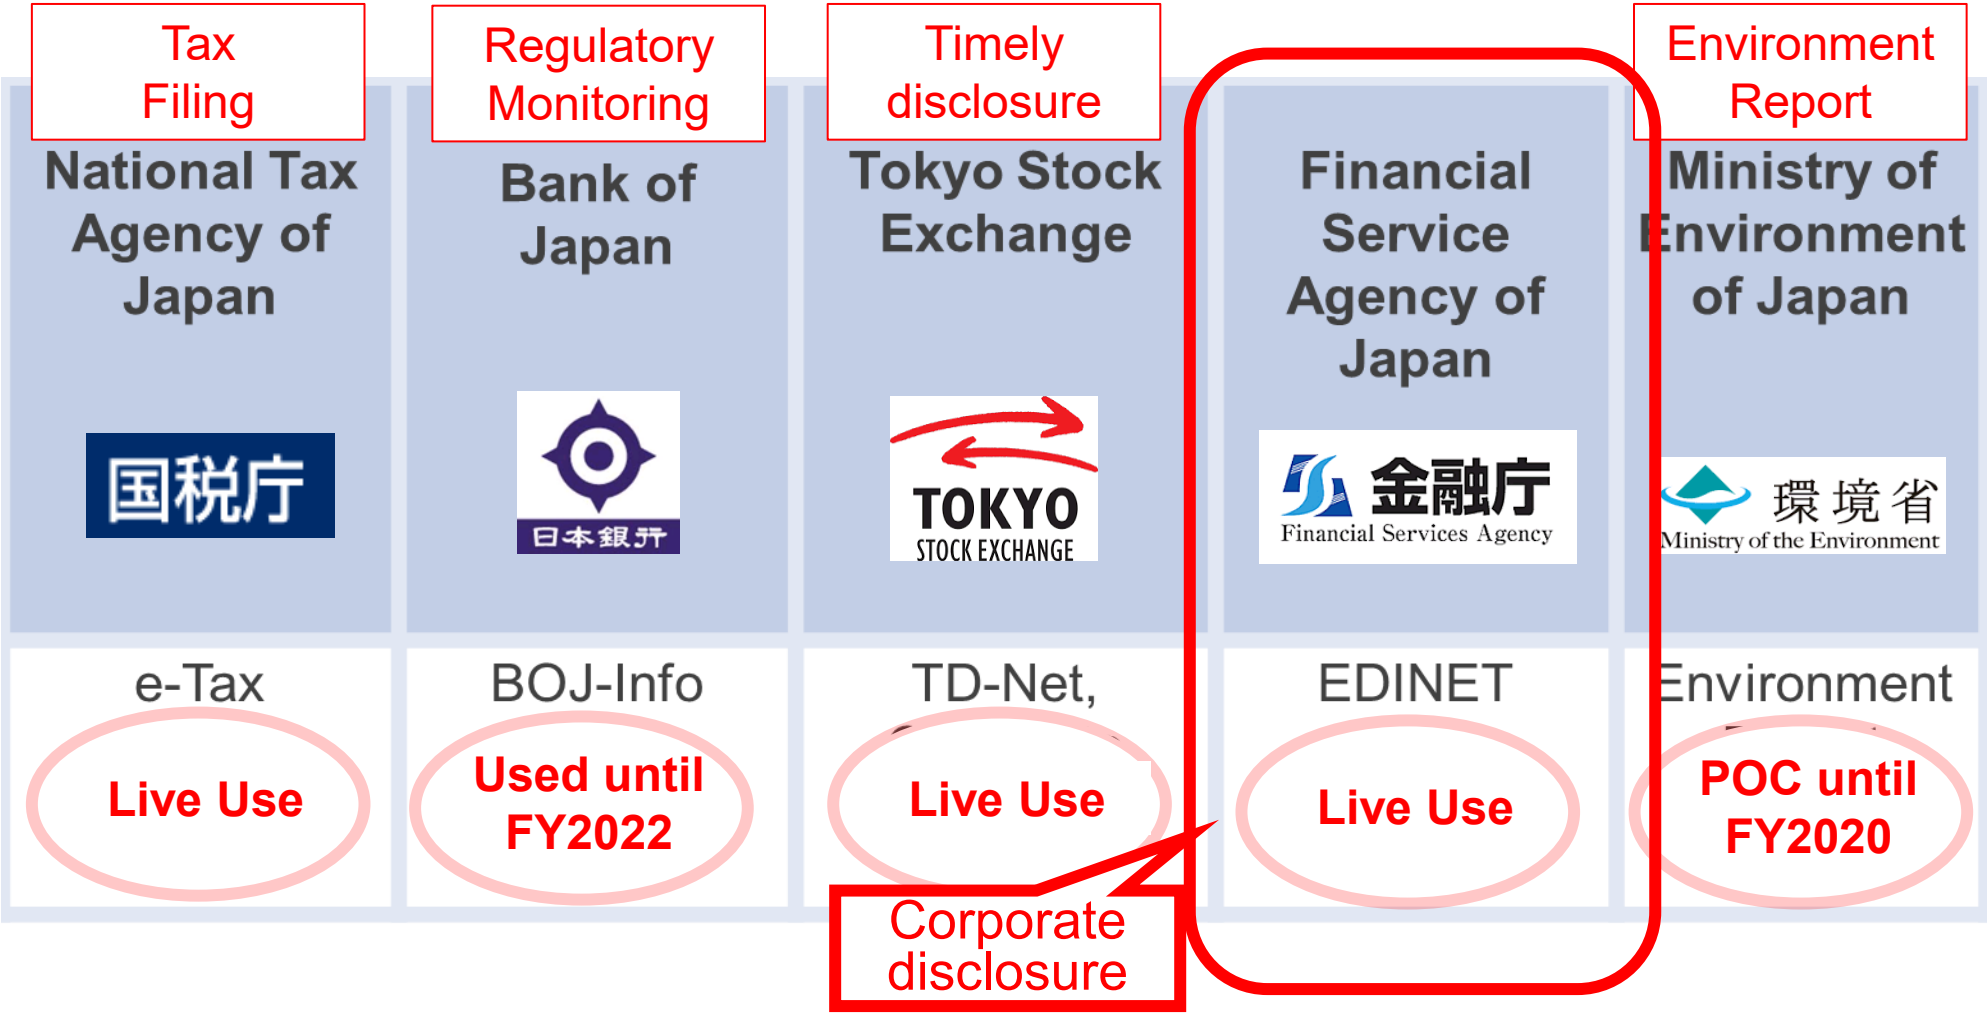 Tax
Filing
National Tax
Agency of
Japan
国税庁
e-Tax
Live Use
Regulatory
Monitoring
Bank of
Japan
日本銀行
BOJ-Info
Used until
FY2022
Timely
disclosure
Tokyo Stock
Exchange
TOKYO
STOCK EXCHANGE
TD-Net,
Live Use
Corporate
disclosure
Financial
Service
Agency of
Japan
金融庁
Financial Services Agency
EDINET
Live Use
Environment
Report
Ministry of
Environment
of Japan
環境省
Ministry of the Environment
Environment
POC until
FY2020